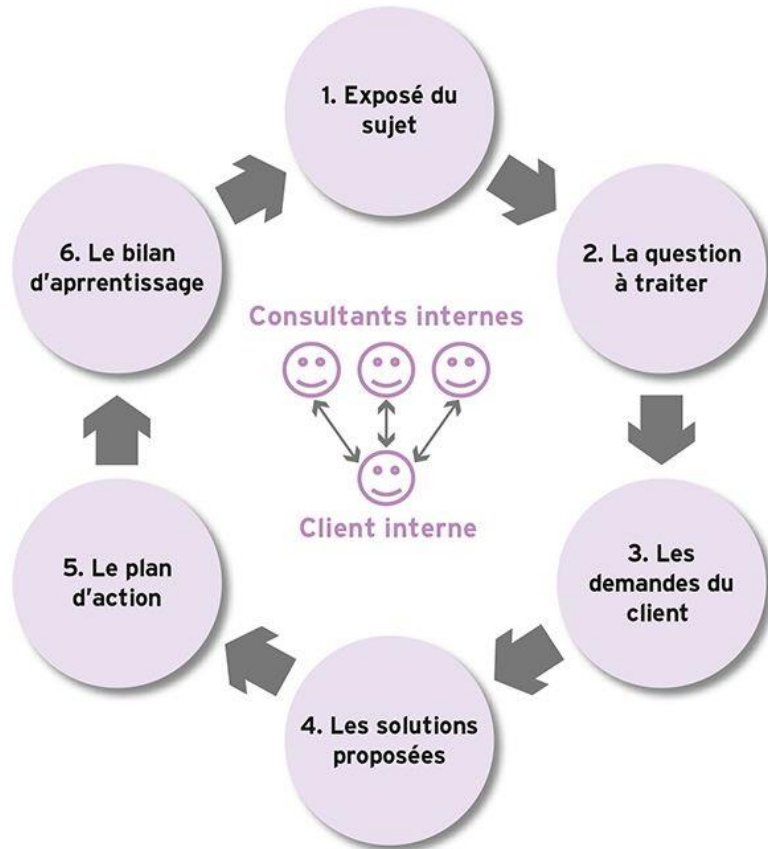 1. Exposé du
sujet
2. La question
à traiter
3. Les
demandes du
client
4. Les solutions
proposées
5. Le plan
d'action
6. Le bilan
d'aprrentissage
Consultants internes
Client interne